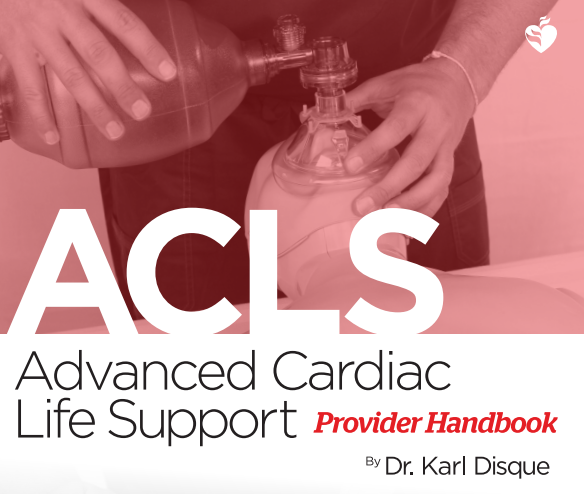 ACLS
Advanced Cardiac
Life Support Provider Handbook
By Dr. Karl Disque